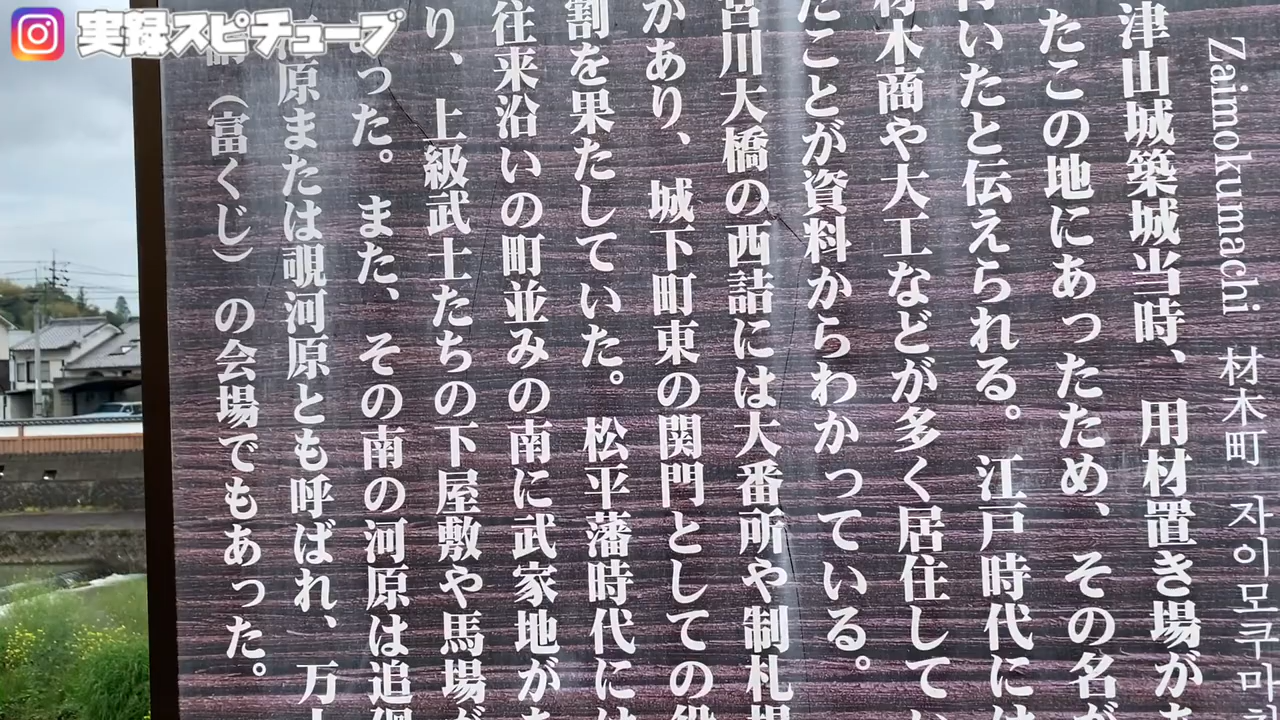 実録スピチューブ
Zaimokumachi 材木町 자이모쿠마치
津山城築城当時、用材置き場がま
たこの地にあったため、その名が
付いたと伝えられる。江戸時代には
材木商や大工などが多く居住してい
たことが資料からわかっている。
宮川大橋の西詰には大番所や制札場
があり、城下町東の関門としての役
割を果たしていた。松平藩時代には
往来沿いの町並みの南に武家地があ
り、上級武士たちの下屋敷や馬場が
った。また、その南の河原は追廻
河原または覗河原とも呼ばれ、万人
講（富くじ）の会場でもあった。